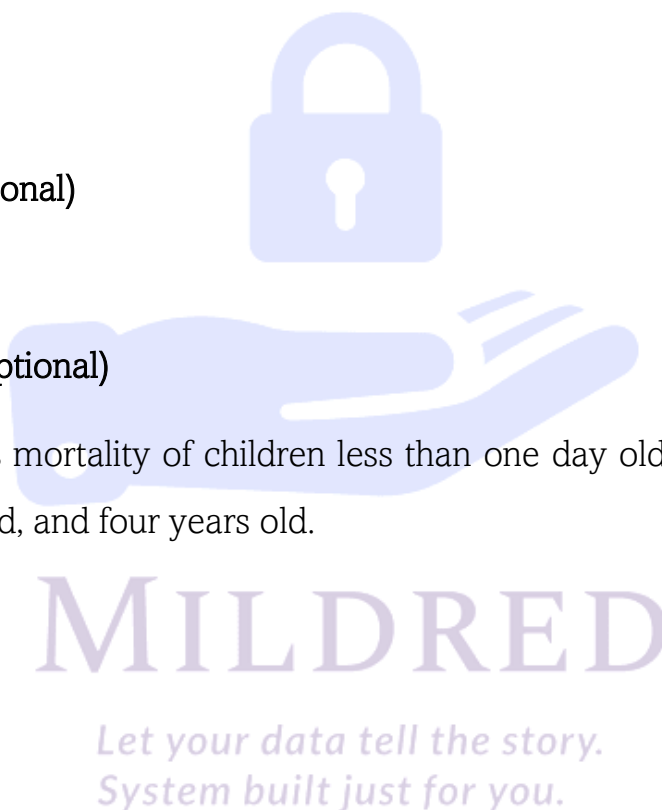 onal)
ptional)
mortality of children less than one day old
d, and four years old.
MILDRED
Let your data tell the story.
System built just for you.